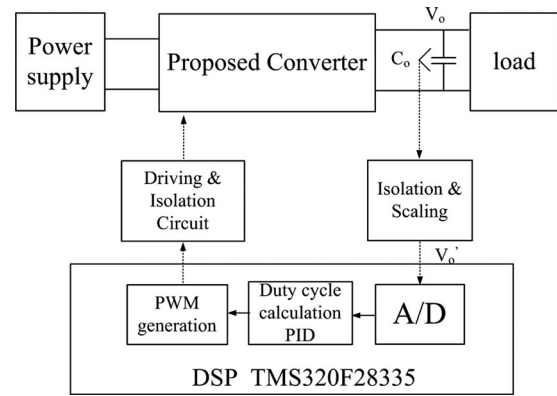 Power
supply
Proposed Converter
Vo
Co
load
Driving &
Isolation
Circuit
Isolation &
Scaling
Vo'
PWM
generation
Duty cycle
calculation
PID
A/D
DSP TMS320F28335